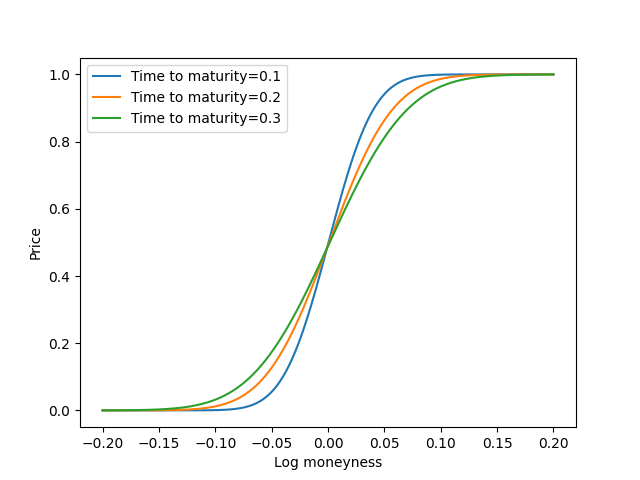 Time to maturity=0.1
Time to maturity=0.2
Time to maturity=0.3
1.0
0.8
0.6
0.4
0.2
0.0
Price
−0.20 −0.15 −0.10 −0.05 0.00 0.05 0.10 0.15 0.20
Log moneyness